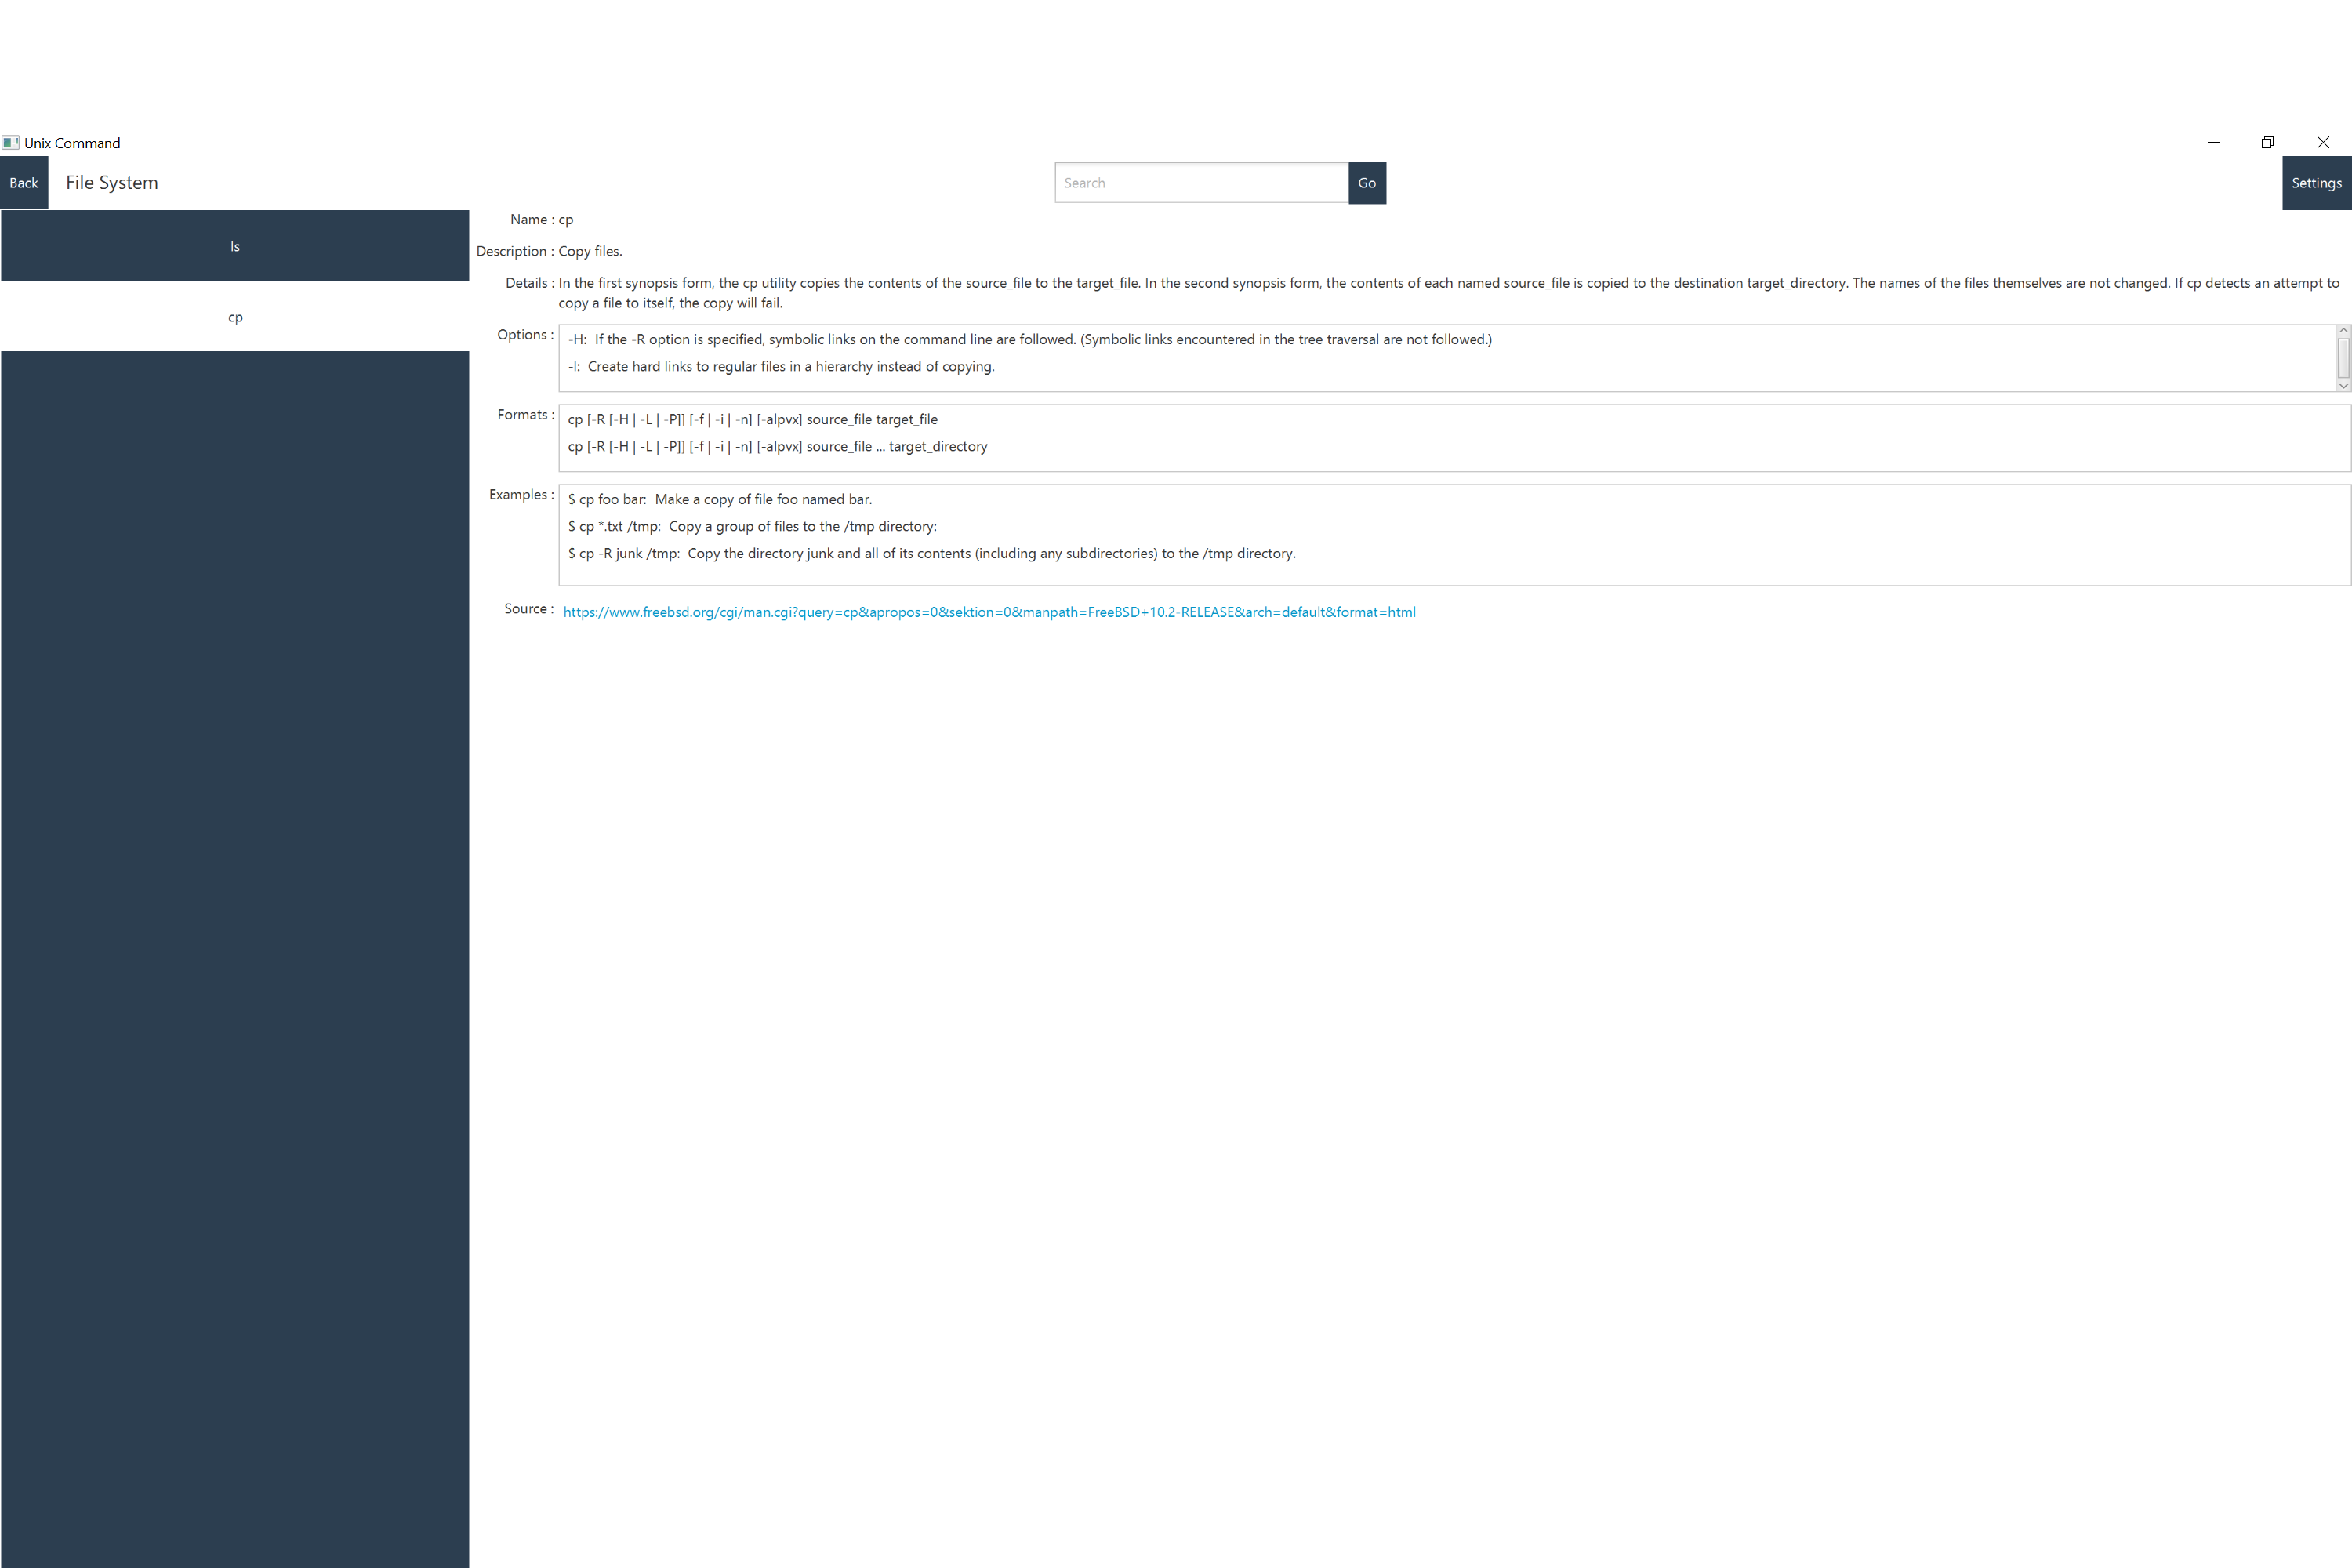 Unix Command
Back
File System
Search
Go
Settings
ls
cp
Name : cp
Description : Copy files.
Details : In the first synopsis form, the cp utility copies the contents of the source_file to the target_file. In the second synopsis form, the contents of each named source_file is copied to the destination target_directory. The names of the files themselves are not changed. If cp detects an attempt to
copy a file to itself, the copy will fail.
Options : -H:  If the -R option is specified, symbolic links on the command line are followed. (Symbolic links encountered in the tree traversal are not followed.)
-l:  Create hard links to regular files in a hierarchy instead of copying.
Formats : cp [-R [-H | -L | -P]] [-f | -i | -n] [-alpvx] source_file target_file
cp [-R [-H | -L | -P]] [-f | -i | -n] [-alpvx] source_file ... target_directory
Examples : $ cp foo bar:  Make a copy of file foo named bar.
$ cp *.txt /tmp:  Copy a group of files to the /tmp directory:
$ cp -R junk /tmp:  Copy the directory junk and all of its contents (including any subdirectories) to the /tmp directory.
Source : https://www.freebsd.org/cgi/man.cgi?query=cp&apropos=0&sektion=0&manpath=FreeBSD+10.2-RELEASE&arch=default&format=html